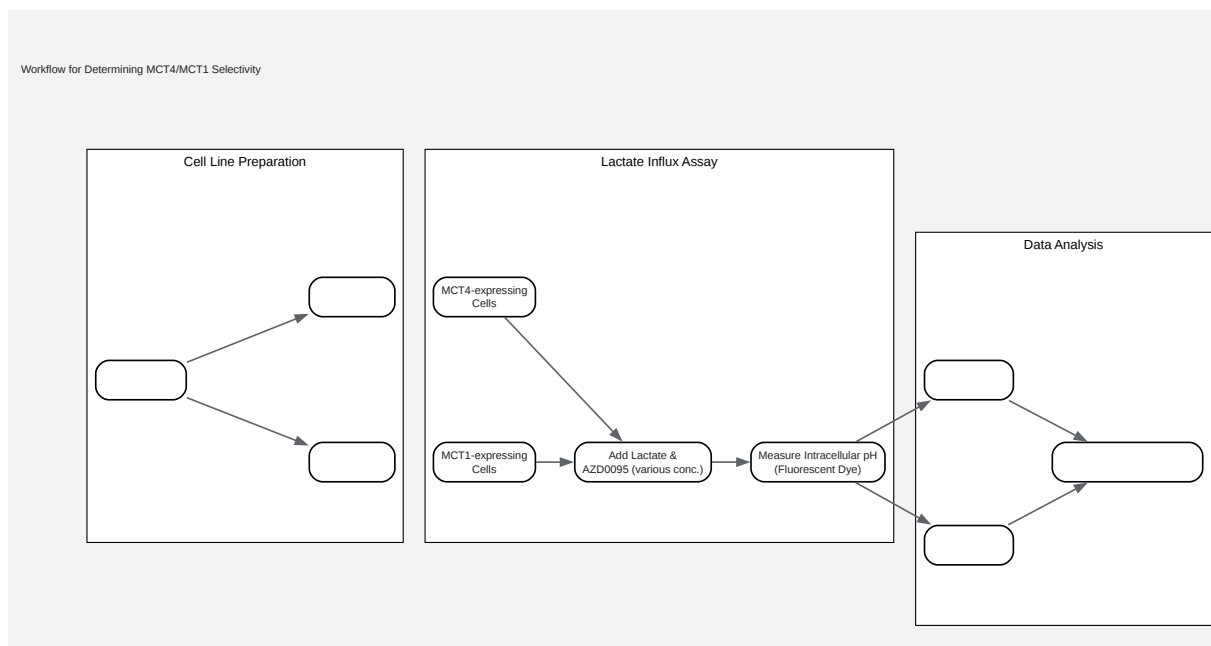 Workflow for Determining MCT4/MCT1 Selectivity
Cell Line Preparation
Lactate Influx Assay
MCT4-expressing
Cells
MCT1-expressing
Cells
Add Lactate &
AZD0095 (various conc.)
Measure Intracellular pH
(Fluorescent Dye)
Data Analysis